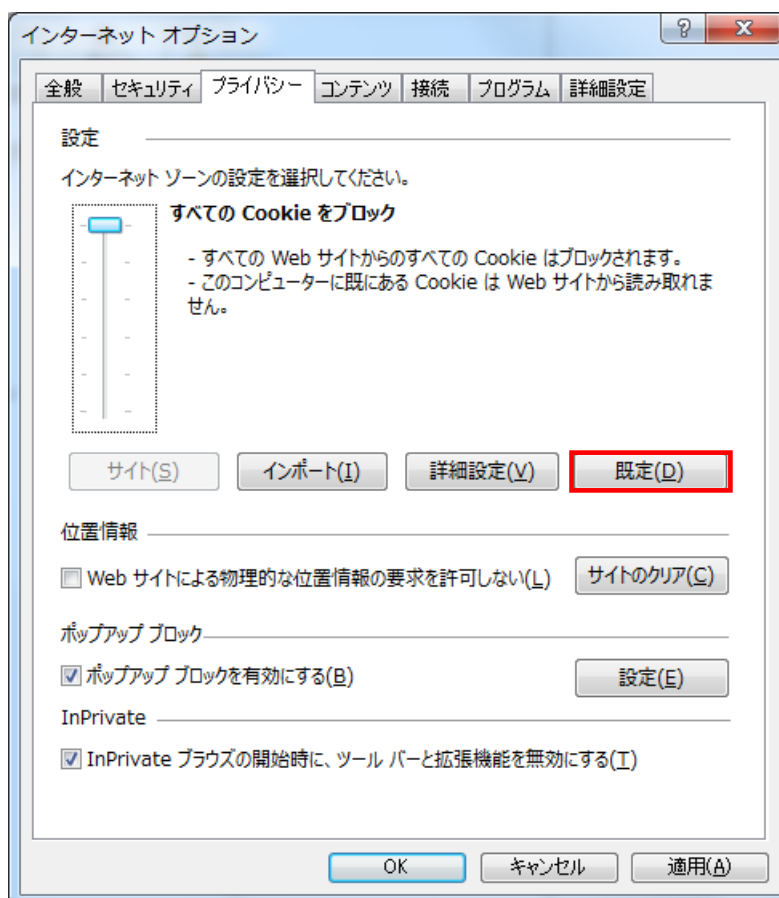 インターネット オプション
全般 セキュリティ プライバシー コンテンツ 接続 プログラム 詳細設定
設定
インターネット ゾーンの設定を選択してください。
すべての Cookie をブロック
- すべての Web サイトからのすべての Cookie はブロックされます。
- このコンピューターに既にある Cookie は Web サイトから読み取れま
せん。
サイト(S) インポート(I) 詳細設定(V) 既定(D)
位置情報
Web サイトによる物理的な位置情報の要求を許可しない(L) サイトのクリア(C)
ポップアップ ブロック
ポップアップ ブロックを有効にする(B) 設定(E)
InPrivate
InPrivate ブラウズの開始時に、ツール バーと拡張機能を無効にする(T)
OK キャンセル 適用(A)